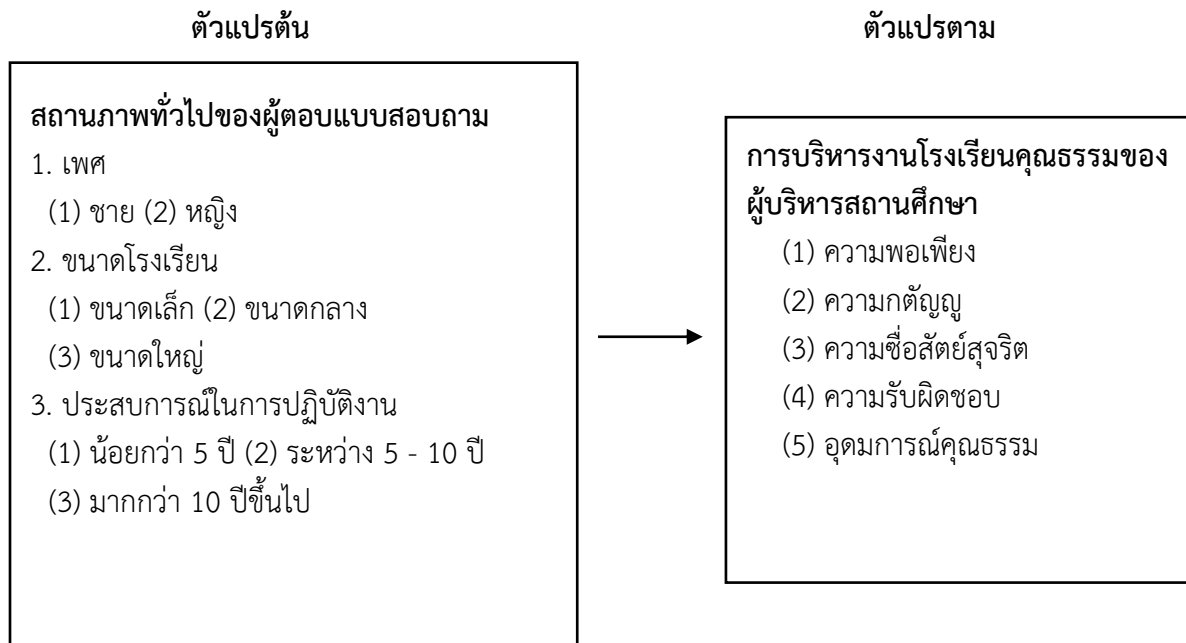 ตัวแปรต้น
ตัวแปรตาม
สถานภาพทั่วไปของผู้ตอบแบบสอบถาม
1. เพศ
(1) ชาย (2) หญิง
2. ขนาดโรงเรียน
(1) ขนาดเล็ก (2) ขนาดกลาง
(3) ขนาดใหญ่
3. ประสบการณ์ในการปฏิบัติงาน
(1) น้อยกว่า 5 ปี (2) ระหว่าง 5 - 10 ปี
(3) มากกว่า 10 ปีขึ้นไป
การบริหารงานโรงเรียนคุณธรรมของ
ผู้บริหารสถานศึกษา
(1) ความพอเพียง
(2) ความกตัญญู
(3) ความซื่อสัตย์สุจริต
(4) ความรับผิดชอบ
(5) อุดมการณ์คุณธรรม